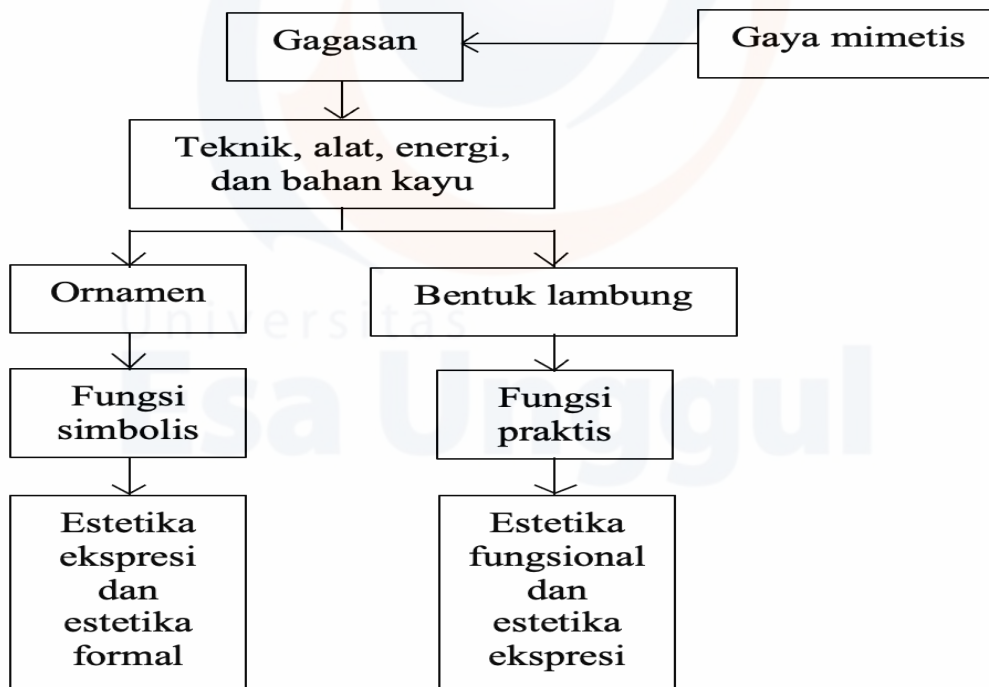 Gagasan
Gaya mimetis
Teknik, alat, energi,
dan bahan kayu
Ornamen
Bentuk lambung
Universitas
Esa Unggul
Fungsi
simbolis
Fungsi
praktis
Estetika
ekspresi
dan
estetika
formal
Estetika
fungsional
dan
estetika
ekspresi